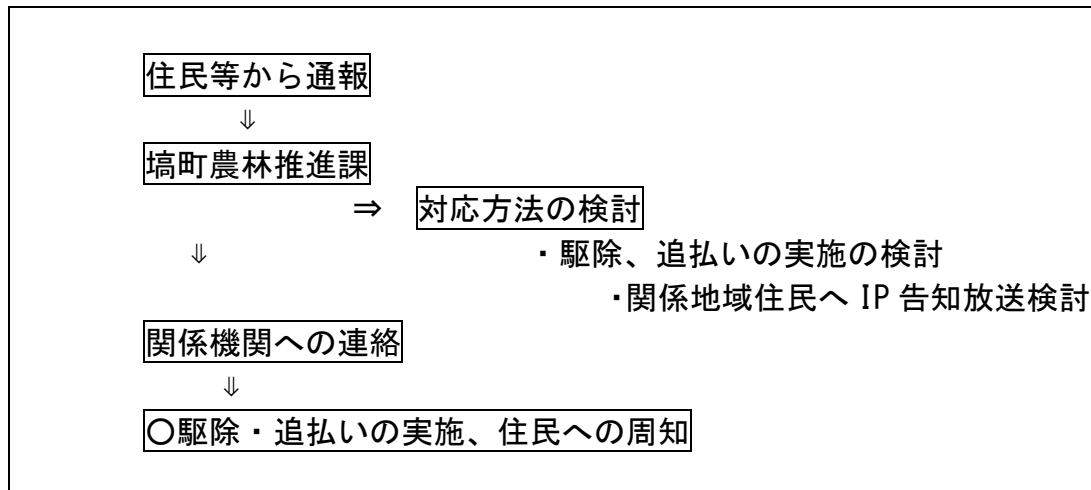 住民等から通報
⇓
塙町農林推進課
⇒ 対応方法の検討
⇓ ・駆除、追払いの実施の検討
・関係地域住民へ IP 告知放送検討
関係機関への連絡
⇓
〇駆除・追払いの実施、住民への周知